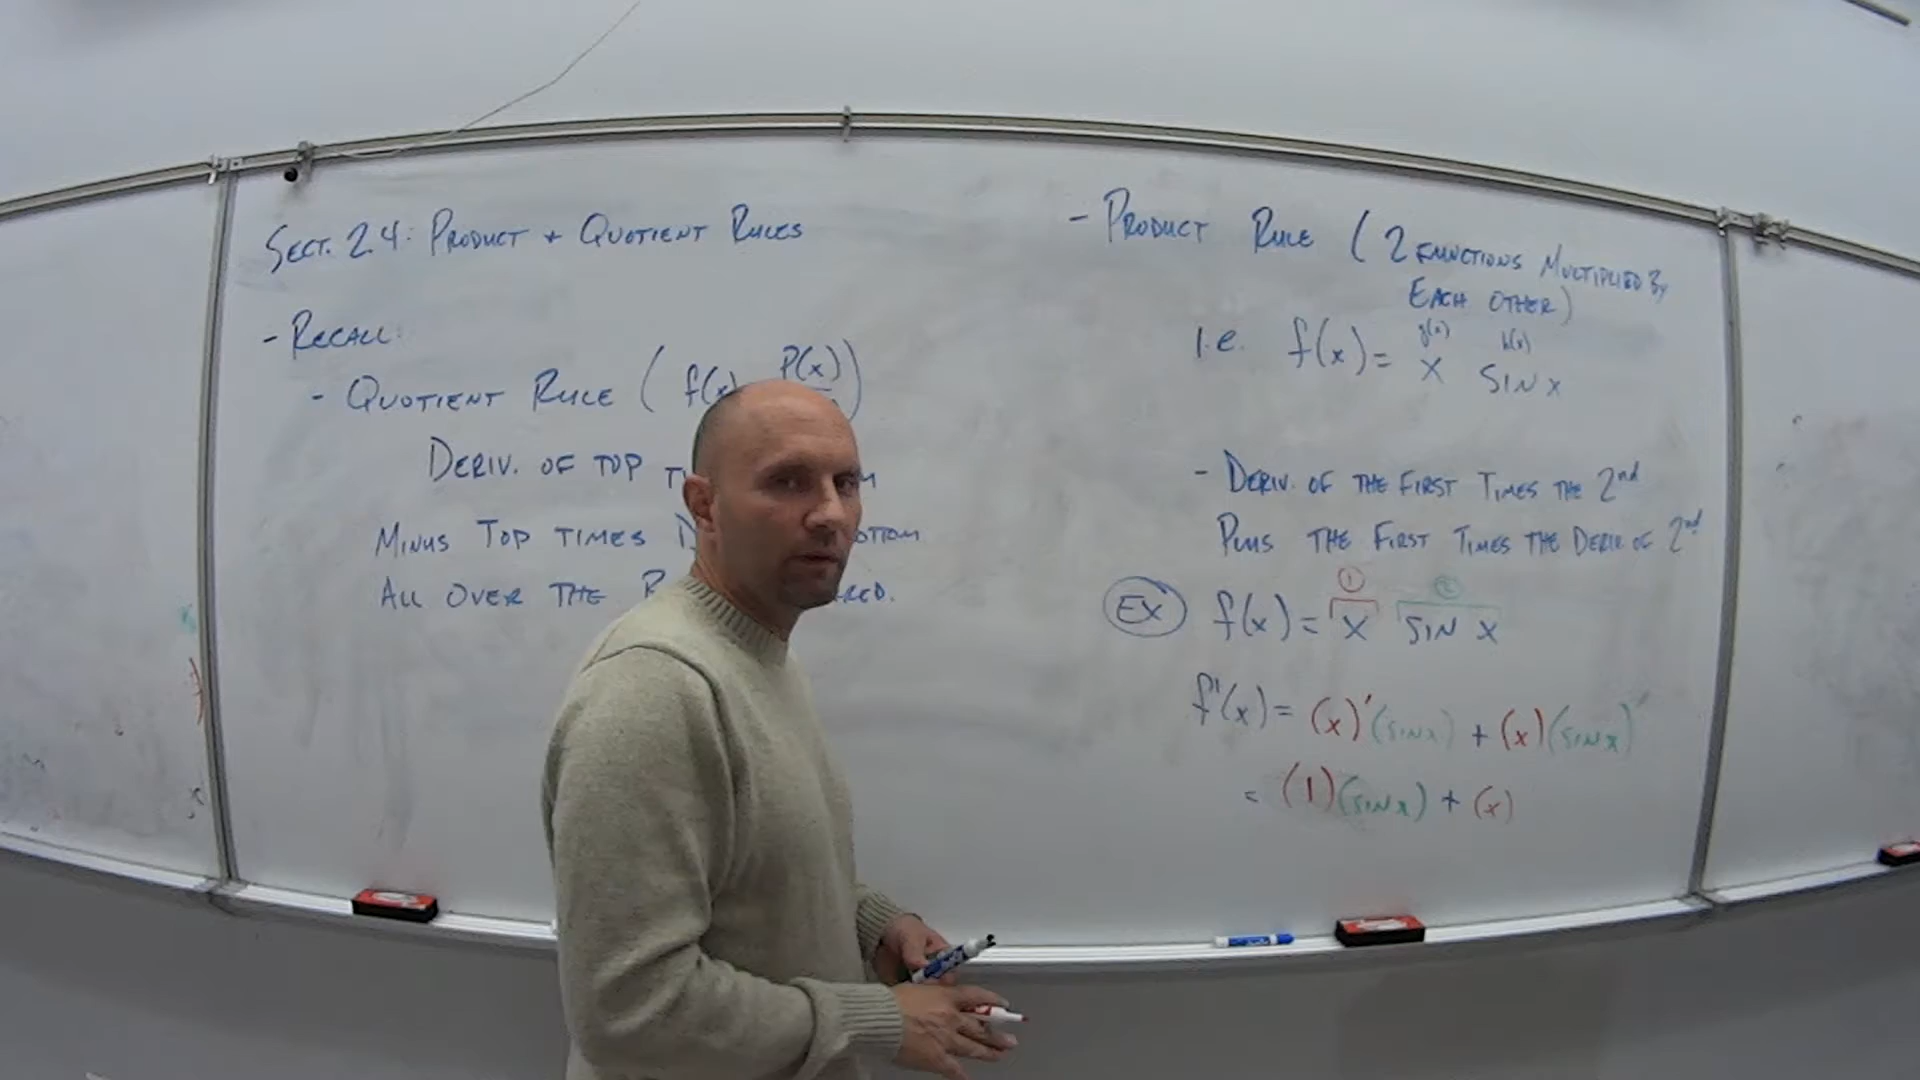 SECT. 2.4: PRODUCT + QUOTIENT RULES
- RECALL:
- QUOTIENT RULE ( f(x) P(x) )
DERIV. OF TOP
MINUS TOP TIMES
ALL OVER THE
- PRODUCT RULE (2 FUNCTIONS MULTIPLIED BY
EACH OTHER)
g(x) h(x)
I.e. f(x) = x SIN x
- DERIV. OF THE FIRST TIMES THE 2nd
PLUS THE FIRST TIMES THE DERIV OF 2nd
① ②
EX f(x) = x SIN x
f'(x) = (x)'(SIN x) + (x)(SIN x)'
= (1)(SIN x) + (x)